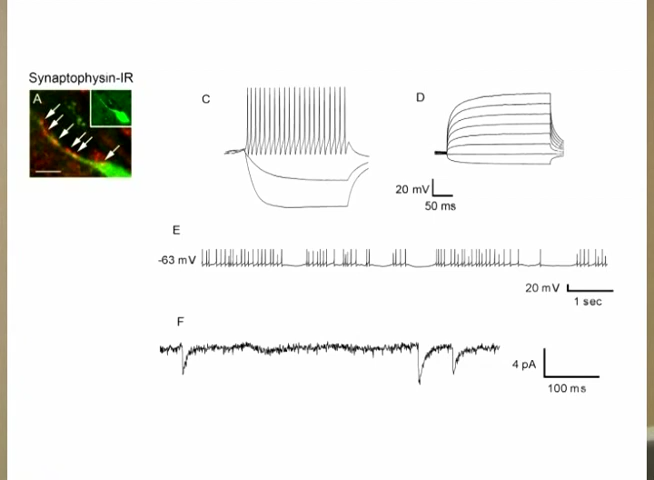 Synaptophysin-IR
A
C
D
20 mV
50 ms
E
-63 mV
20 mV
1 sec
F
4 pA
100 ms